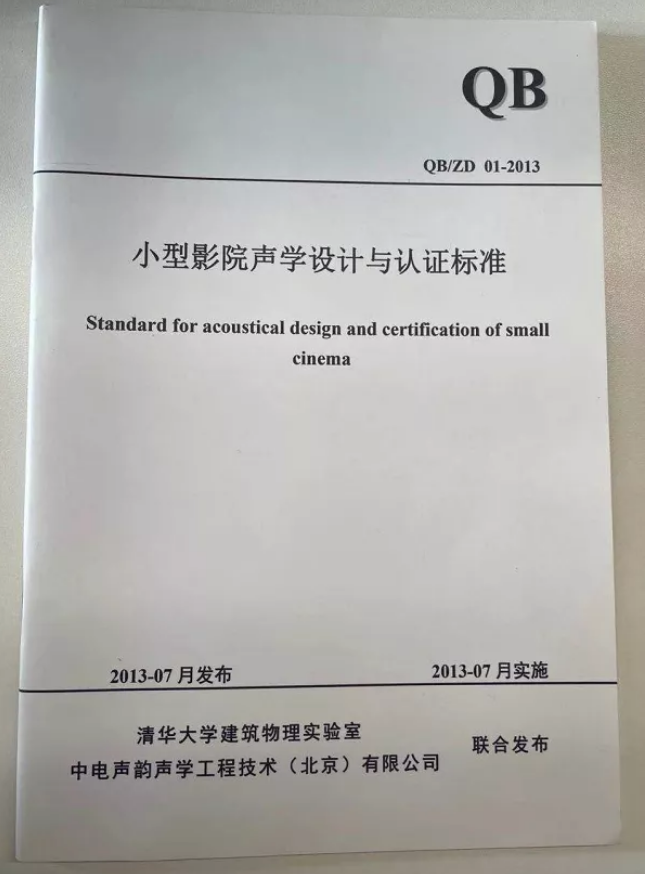 QB
QB/ZD 01-2013
小型影院声学设计与认证标准
Standard for acoustical design and certification of small
cinema
2013-07 月发布
2013-07 月实施
清华大学建筑物理实验室
中电声韵声学工程技术（北京）有限公司
联合发布